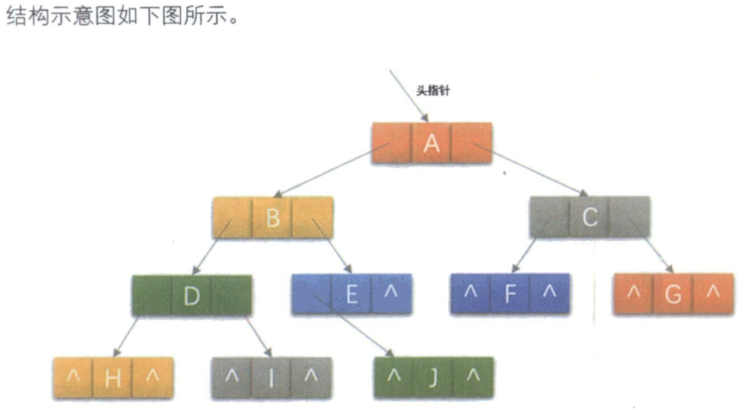 结构示意图如下图所示。
头指针
A
B
C
D
E ^
^ F ^
^ G ^
^ H ^
^ I ^
^ J ^